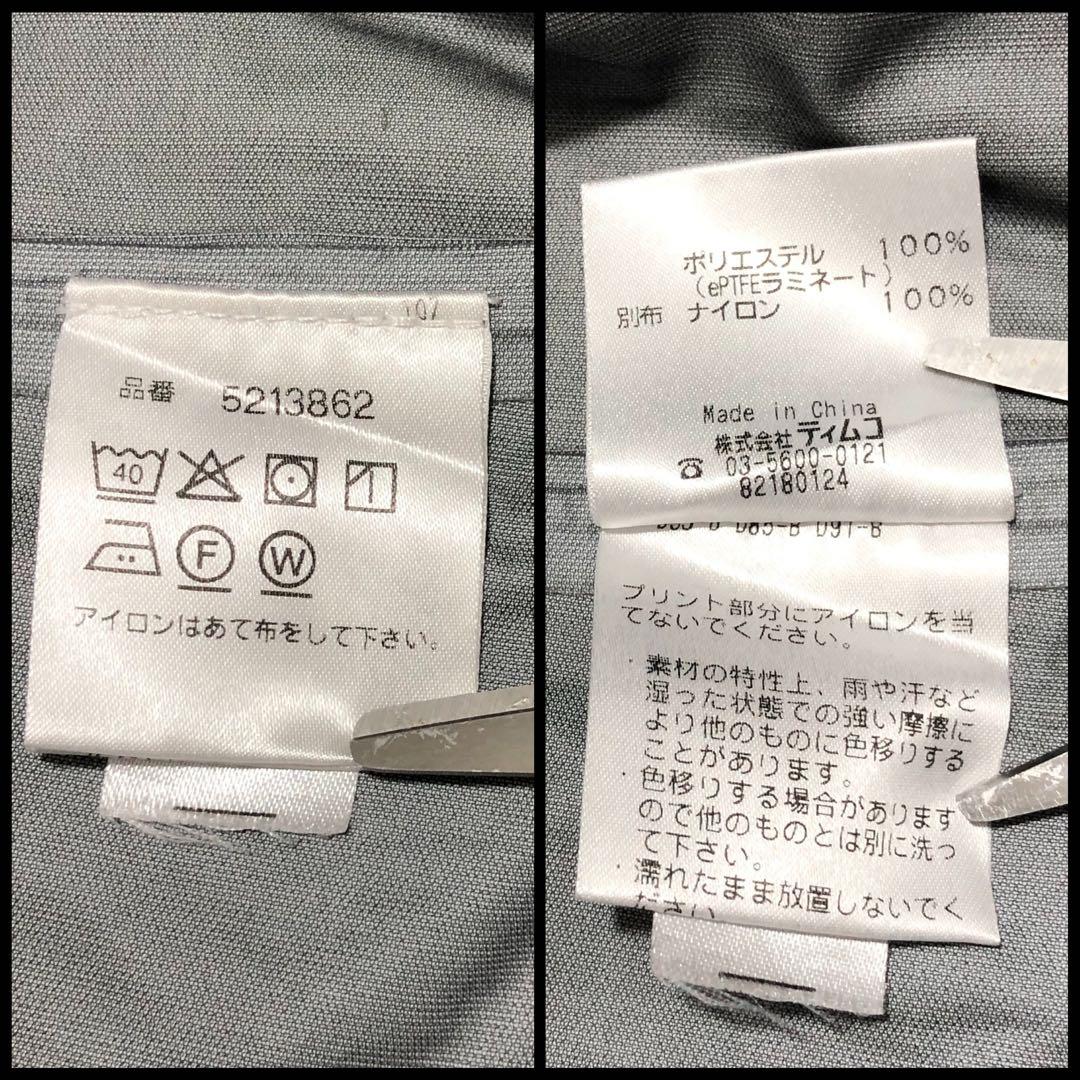 品番 5213862
40
F W
アイロンはあて布をして下さい。
ポリエステル 100%
(ePTFEラミネート)
別布 ナイロン 100%
Made in China
株式会社ティムコ
☎ 03-5600-0121
82180124
D85-B D91-B
プリント部分にアイロンを当
てないでください。
・素材の特性上、雨や汗など
湿った状態での強い摩擦に
より他のものに色移りする
ことがあります。
・色移りする場合があります
ので他のものとは別に洗っ
て下さい。
・濡れたまま放置しないでく
ださい